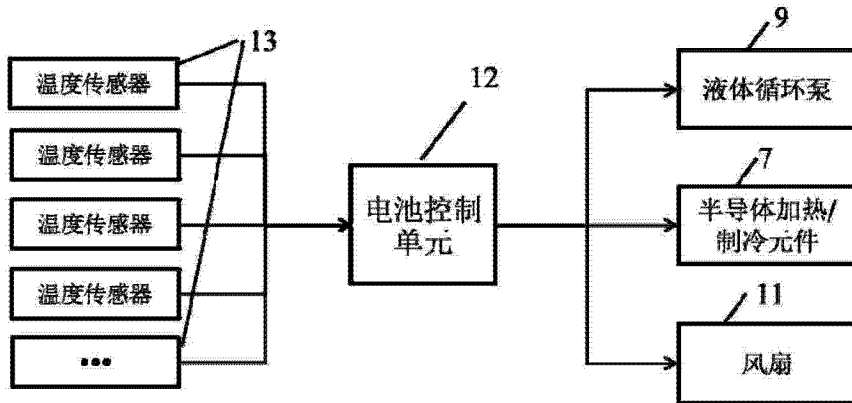 13
温度传感器
温度传感器
温度传感器
温度传感器
•••
12
电池控制
单元
9
液体循环泵
7
半导体加热/
制冷元件
11
风扇